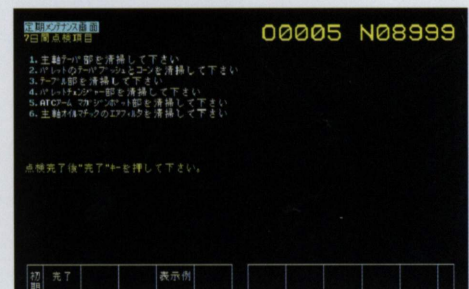 定期メンテナンス画面 O0005 N08999
7日間点検項目
1.主軸テーパ部を清掃して下さい
2.パレットのテーパブッシュとコーンを清掃して下さい
3.テーブル部を清掃して下さい
4.パレットチェンジャー部を清掃して下さい
5.ATCアーム マガジンポット部を清掃して下さい
6.主軸オイルマチックのエアフィルタを清掃して下さい
点検完了後"完了"キーを押して下さい。
初期 完了 表示例